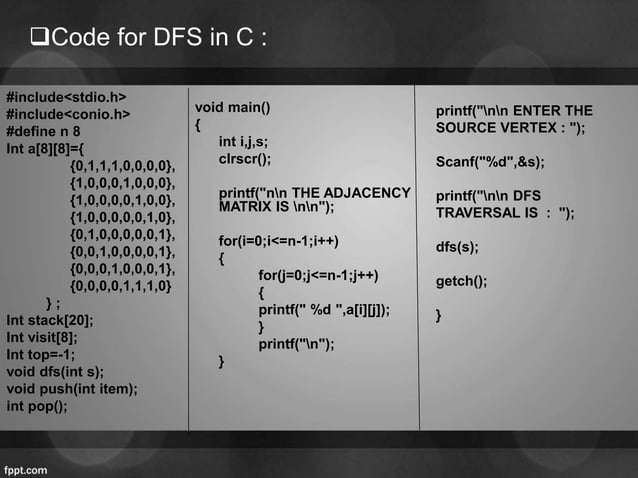 ❑Code for DFS in C :
#include<stdio.h>
#include<conio.h>
#define n 8
Int a[8][8]={
{0,1,1,1,0,0,0,0},
{1,0,0,0,1,0,0,0},
{1,0,0,0,0,1,0,0},
{1,0,0,0,0,0,1,0},
{0,1,0,0,0,0,0,1},
{0,0,1,0,0,0,0,1},
{0,0,0,1,0,0,0,1},
{0,0,0,0,1,1,1,0}
} ;
Int stack[20];
Int visit[8];
Int top=-1;
void dfs(int s);
void push(int item);
int pop();
void main()
{
int i,j,s;
clrscr();
printf("n\n THE ADJACENCY
MATRIX IS \n\n");
for(i=0;i<=n-1;i++)
{
for(j=0;j<=n-1;j++)
{
printf(" %d ",a[i][j]);
}
printf("\n");
}
printf("\n\n ENTER THE
SOURCE VERTEX : ");
Scanf("%d",&s);
printf("\n\n DFS
TRAVERSAL IS  :  ");
dfs(s);
getch();
}
fppt.com